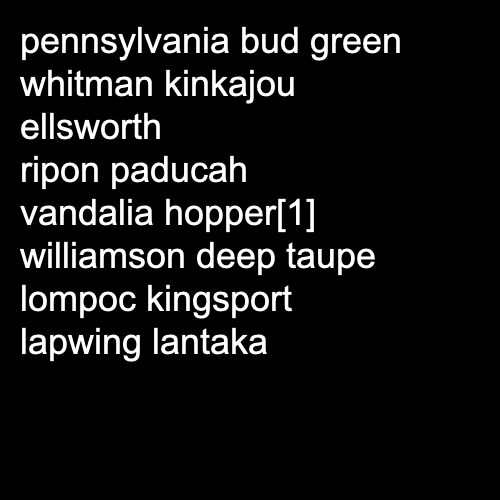 pennsylvania bud green
whitman kinkajou
ellsworth
ripon paducah
vandalia hopper[1]
williamson deep taupe
lompoc kingsport
lapwing lantaka